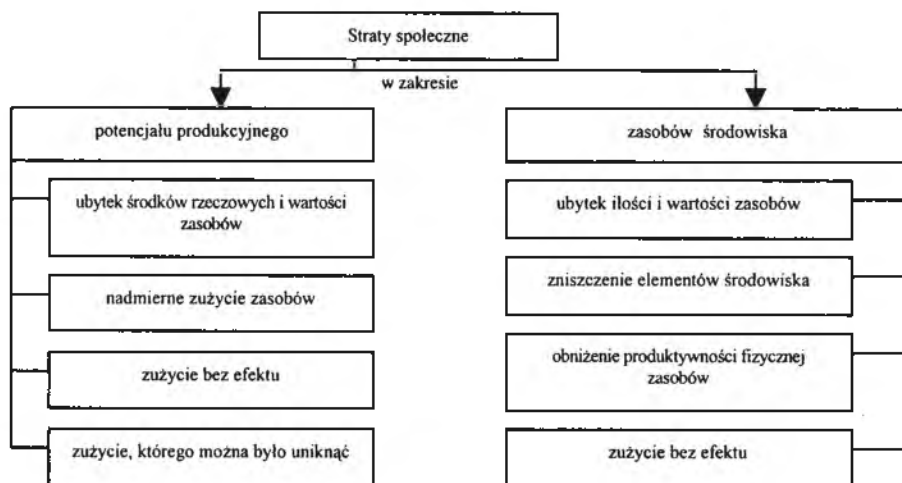 Straty społeczne
w zakresie
potencjału produkcyjnego
ubytek środków rzeczowych i wartości
zasobów
nadmierne zużycie zasobów
zużycie bez efektu
zużycie, którego można było uniknąć
zasobów środowiska
ubytek ilości i wartości zasobów
zniszczenie elementów środowiska
obniżenie produktywności fizycznej
zasobów
zużycie bez efektu